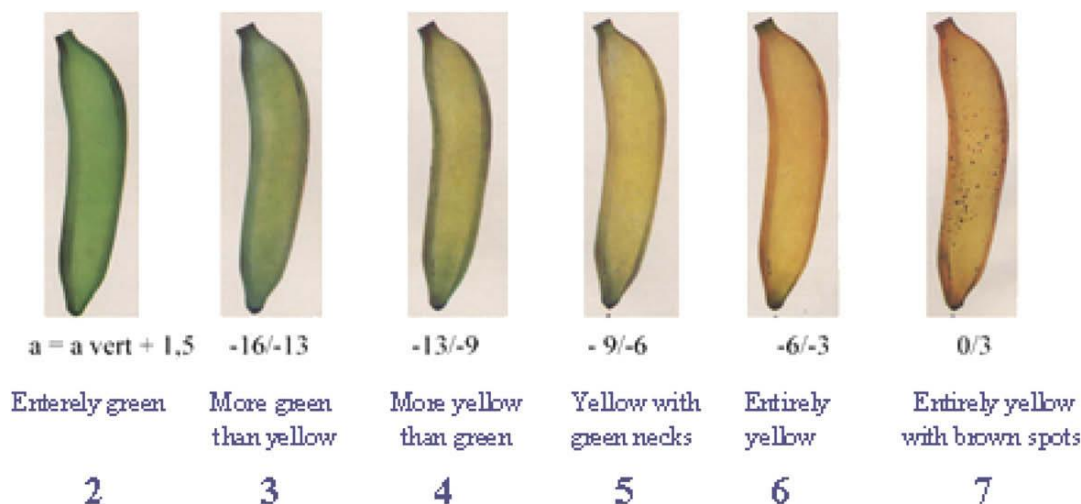 a = a vert + 1,5 -16/-13 -13/-9 - 9/-6 -6/-3 0/3
Enterely green More green than yellow More yellow than green Yellow with green necks Entirely yellow Entirely yellow with brown spots
2 3 4 5 6 7